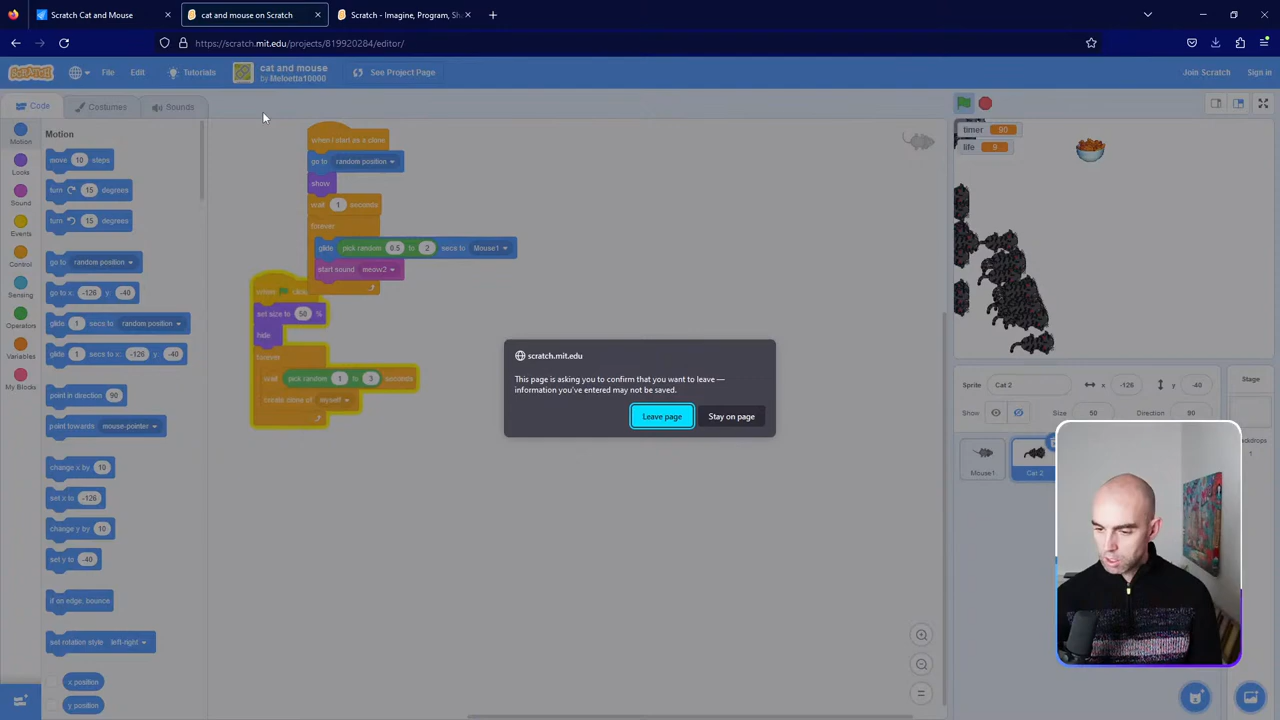 Scratch Cat and Mouse
cat and mouse on Scratch
Scratch - Imagine, Program, Sh
https://scratch.mit.edu/projects/819920284/editor/
SCRATCH
File
Edit
Tutorials
cat and mouse
by Meloetta10000
See Project Page
Join Scratch
Sign in
Code
Costumes
Sounds
Motion
Motion
Looks
Sound
Events
Control
Sensing
Operators
Variables
My Blocks
move 10 steps
turn 15 degrees
turn 15 degrees
go to random position
go to x: -126 y: -40
glide 1 secs to random position
glide 1 secs to x: -126 y: -40
point in direction 90
point towards mouse-pointer
change x by 10
set x to -126
change y by 10
set y to -40
if on edge, bounce
set rotation style left-right
x position
y position
when I start as a clone
go to random position
show
wait 1 seconds
forever
glide pick random 0.5 to 2 secs to Mouse1
start sound meow2
when
set size to 50 %
hide
forever
wait pick random 1 to 3 seconds
create clone of myself
scratch.mit.edu
This page is asking you to confirm that you want to leave —
information you've entered may not be saved.
Leave page
Stay on page
timer 90
life 9
Sprite
Cat 2
x -126
y -40
Show
Size 50
Direction
Stage
Mouse1
Cat 2
1